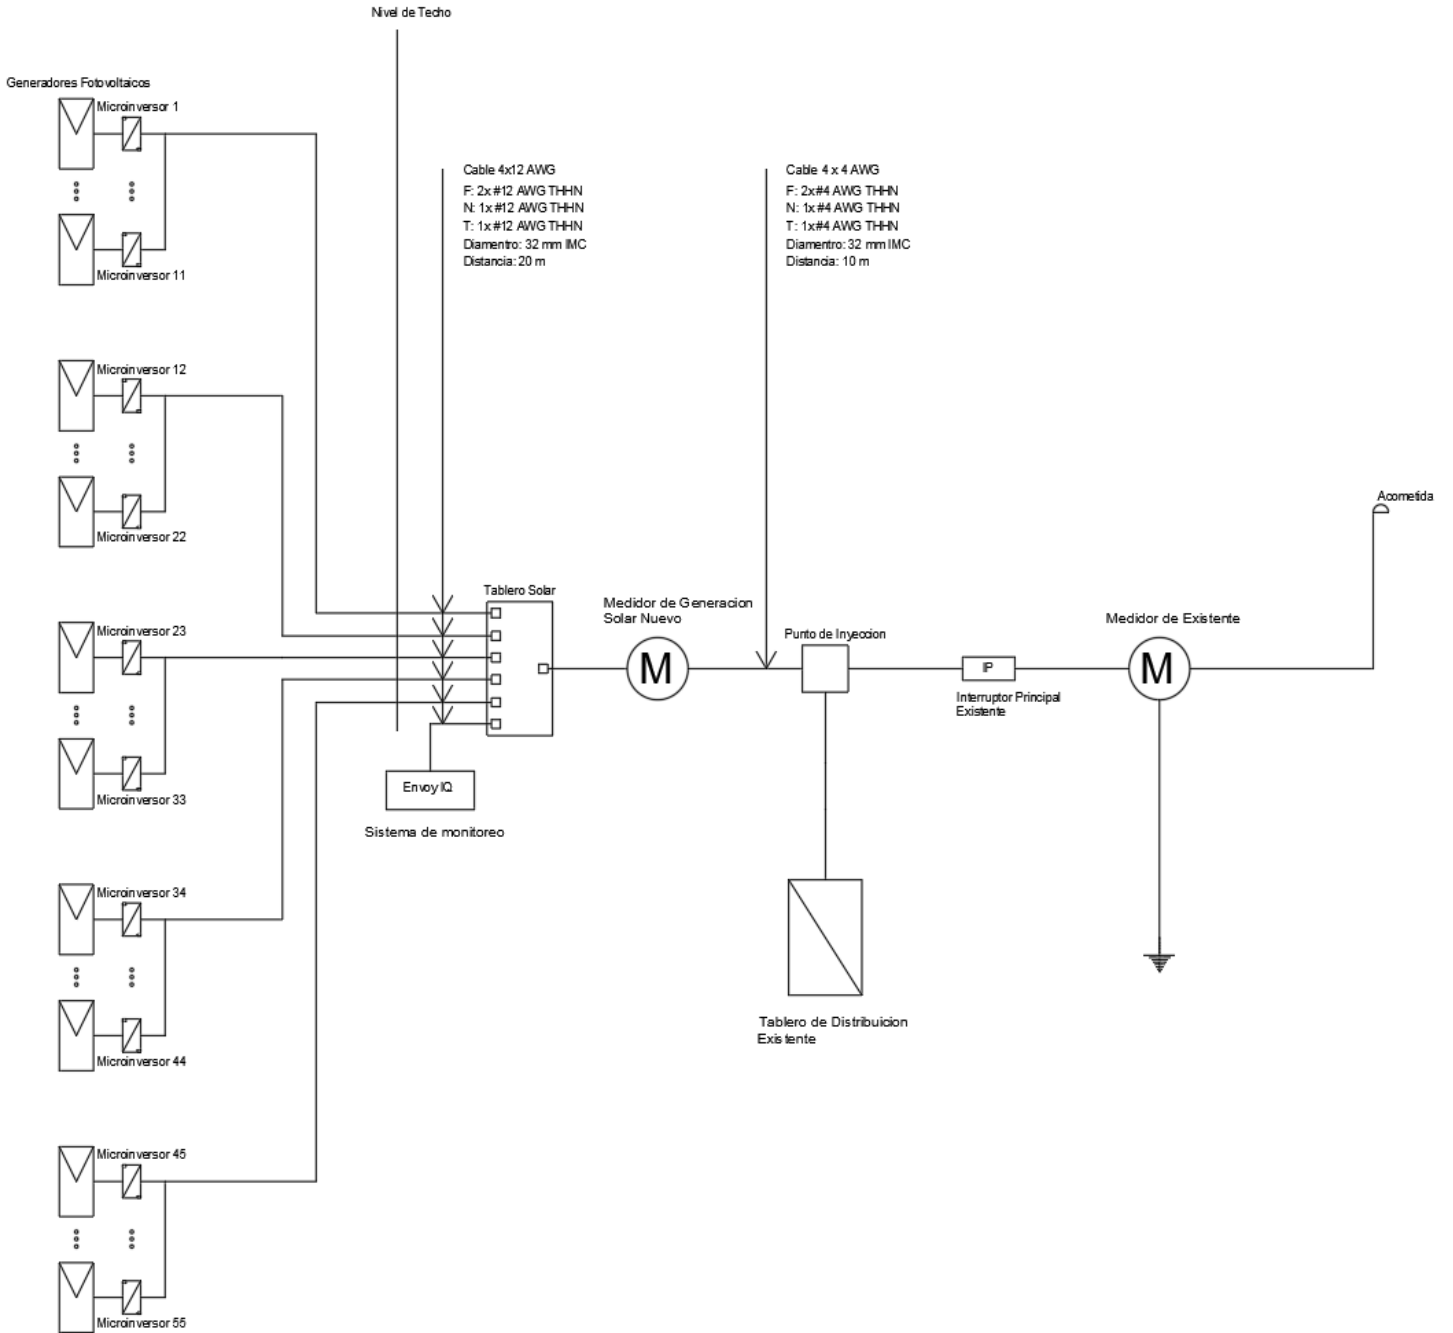 Nivel de Techo
Generadores Fotovoltaicos
Microinversor 1
Microinversor 11
Cable 4x12 AWG
F: 2x #12 AWG THHN
N: 1x #12 AWG THHN
T: 1x #12 AWG THHN
Diamentro: 32 mm IMC
Distancia: 20 m
Cable 4 x 4 AWG
F: 2x#4 AWG THHN
N: 1x#4 AWG THHN
T: 1x#4 AWG THHN
Diamentro: 32 mm IMC
Distancia: 10 m
Microinversor 12
Microinversor 22
Acometida
Tablero Solar
Medidor de Generacion
Solar Nuevo
Punto de Inyeccion
Medidor de Existente
Microinversor 23
M
IP
M
Interruptor Principal
Existente
Microinversor 33
Envoy IQ
Sistema de monitoreo
Microinversor 34
Microinversor 44
Tablero de Distribuicion
Existente
Microinversor 45
Microinversor 55